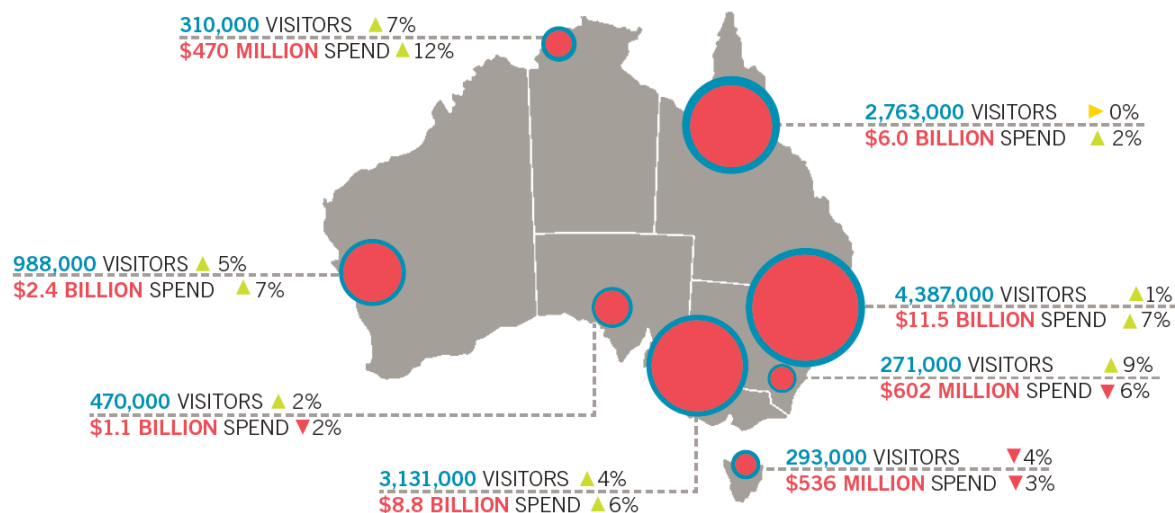 310,000 VISITORS ▲ 7%
$470 MILLION SPEND ▲ 12%
2,763,000 VISITORS ▶ 0%
$6.0 BILLION SPEND ▲ 2%
988,000 VISITORS ▲ 5%
$2.4 BILLION SPEND ▲ 7%
4,387,000 VISITORS ▲ 1%
$11.5 BILLION SPEND ▲ 7%
271,000 VISITORS ▲ 9%
$602 MILLION SPEND ▼ 6%
470,000 VISITORS ▲ 2%
$1.1 BILLION SPEND ▼ 2%
3,131,000 VISITORS ▲ 4%
$8.8 BILLION SPEND ▲ 6%
293,000 VISITORS ▼ 4%
$536 MILLION SPEND ▼ 3%